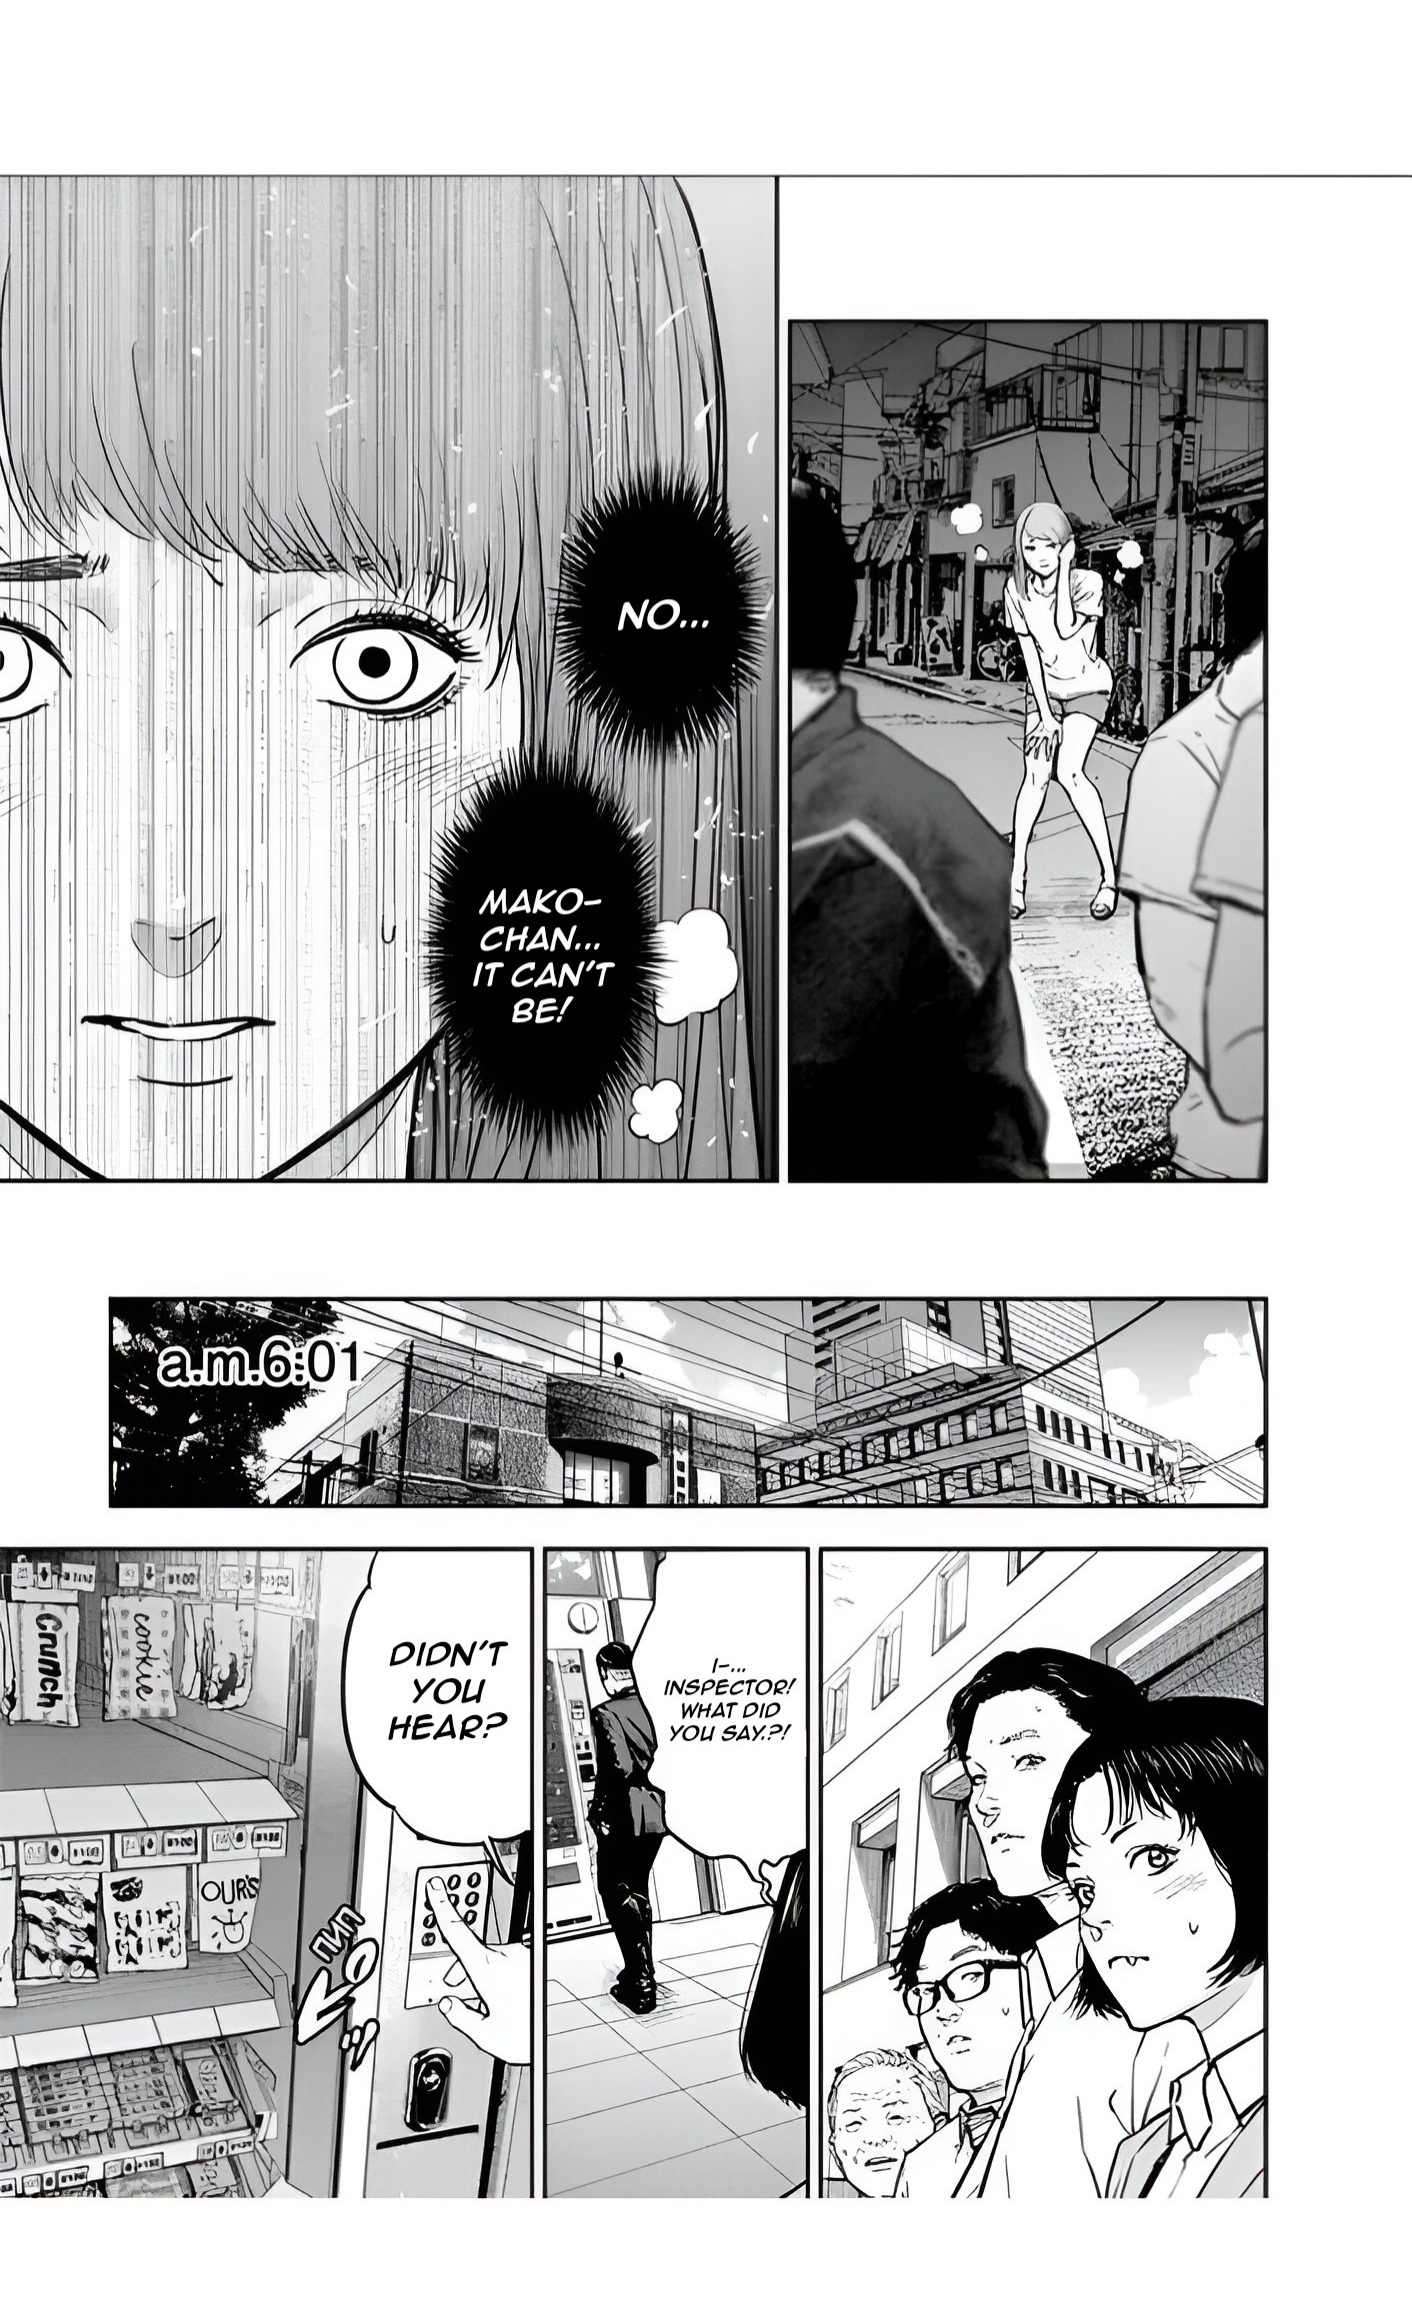 NO...
MAKO-
CHAN...
IT CAN'T
BE!
a.m.6:01
I-...
INSPECTOR!
WHAT DID
YOU SAY.?!
DIDN'T
YOU
HEAR?
Crunch
cookie
OUR'S
ПИП